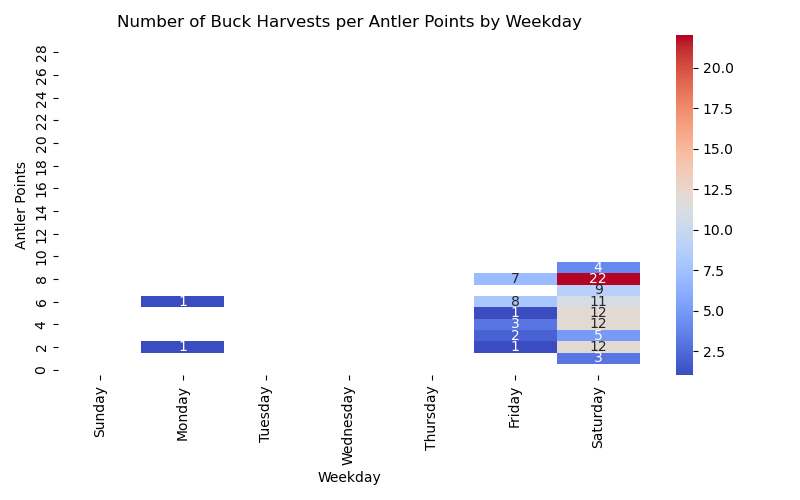 Number of Buck Harvests per Antler Points by Weekday
Antler Points
28
26
24
22
20
18
16
14
12
10
8
6
4
2
0
4
7 22
9
1 8 11
1 12
3 12
2 5
1 1 12
3
Sunday
Monday
Tuesday
Wednesday
Thursday
Friday
Saturday
Weekday
20.0
17.5
15.0
12.5
10.0
7.5
5.0
2.5